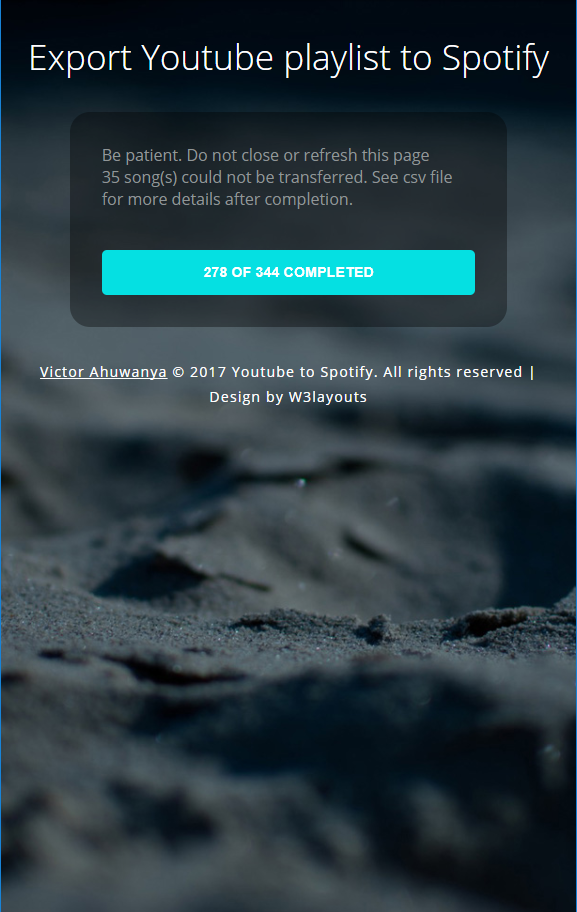 Export Youtube playlist to Spotify
Be patient. Do not close or refresh this page
35 song(s) could not be transferred. See csv file
for more details after completion.
278 OF 344 COMPLETED
Victor Ahuwanya © 2017 Youtube to Spotify. All rights reserved |
Design by W3layouts